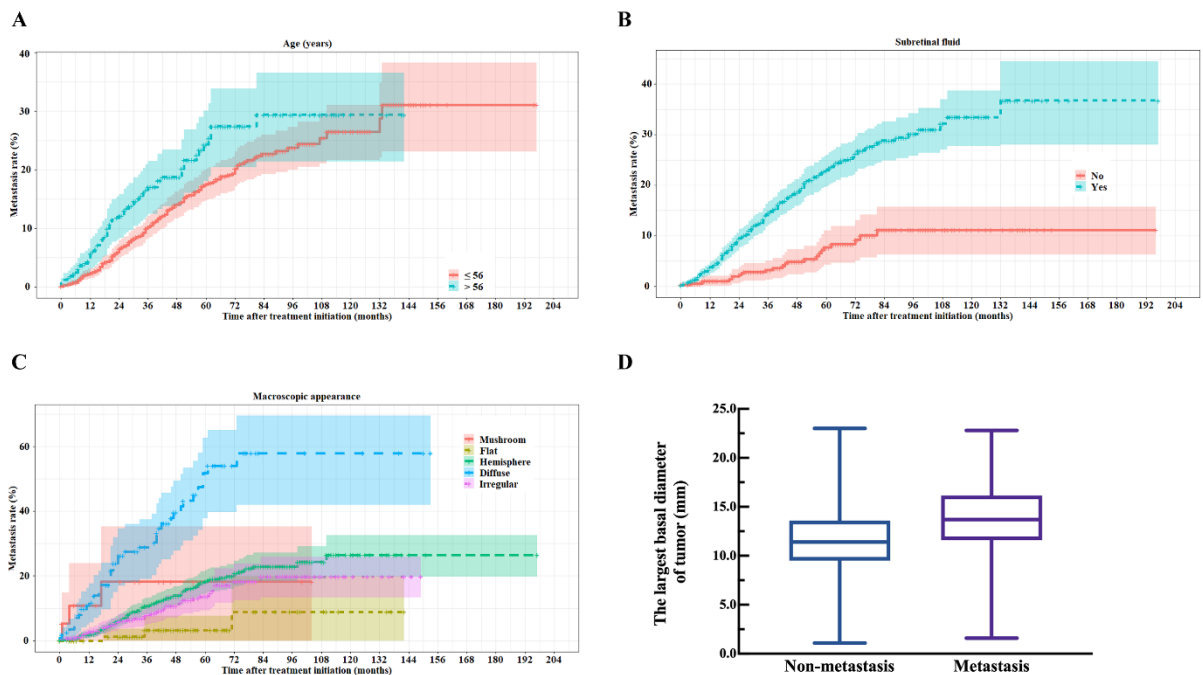 A
Age (years)
Metastasis rate (%)
40
30
20
10
0
≤ 56
> 56
0 12 24 36 48 60 72 84 96 108 120 132 144 156 168 180 192 204
Time after treatment initiation (months)
B
Subretinal fluid
Metastasis rate (%)
40
30
20
10
0
No
Yes
0 12 24 36 48 60 72 84 96 108 120 132 144 156 168 180 192 204
Time after treatment initiation (months)
C
Macroscopic appearance
Metastasis rate (%)
60
40
20
0
Mushroom
Flat
Hemisphere
Diffuse
Irregular
0 12 24 36 48 60 72 84 96 108 120 132 144 156 168 180 192 204
Time after treatment initiation (months)
D
The largest basal diameter
of tumor (mm)
25.0
20.0
15.0
10.0
5.0
0.0
Non-metastasis Metastasis